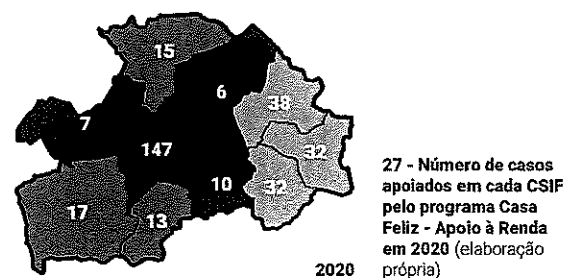 15
6
38
7
147
32
10
32
17
13
27 - Número de casos
apoiados em cada CSIF
pelo programa Casa
Feliz - Apoio à Renda
em 2020 (elaboração
própria)
2020